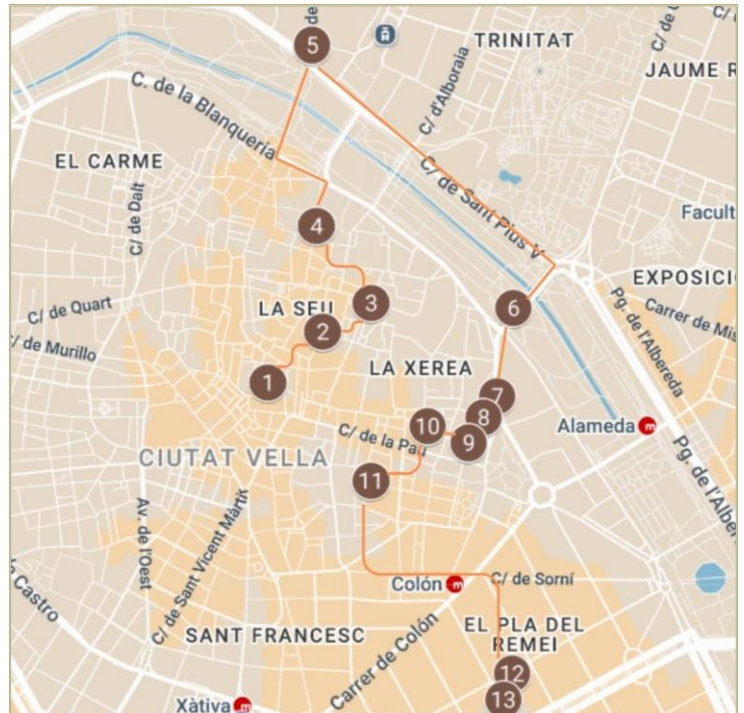 TRINITAT
JAUME R
C/ d'Alboraia
C. de la Blanqueria
EL CARME
C/ de Dalt
C/ de Sant Pius V
Facult
EXPOSICI
Carrer de Mis
Pg. de l'Albereda
C/ de Quart
/ de Murillo
LA SEU
LA XEREA
Alameda
C/ de la Pau
CIUTAT VELLA
Pg. de l'Albere
Av. de l'Oest
C/ de Sant Vicent Màrtir
Castro
Colón
C/ de Sorní
SANT FRANCESC
Carrer de Colón
EL PLA DEL
REMEI
Xàtiva
1
2
3
4
5
6
7
8
9
10
11
12
13